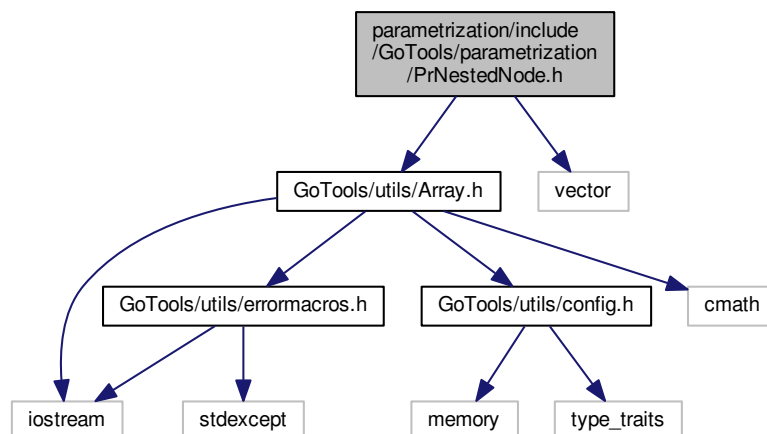 parametrization/include
/GoTools/parametrization
/PrNestedNode.h
GoTools/utils/Array.h
vector
GoTools/utils/errormacros.h
GoTools/utils/config.h
cmath
iostream
stdexcept
memory
type_traits